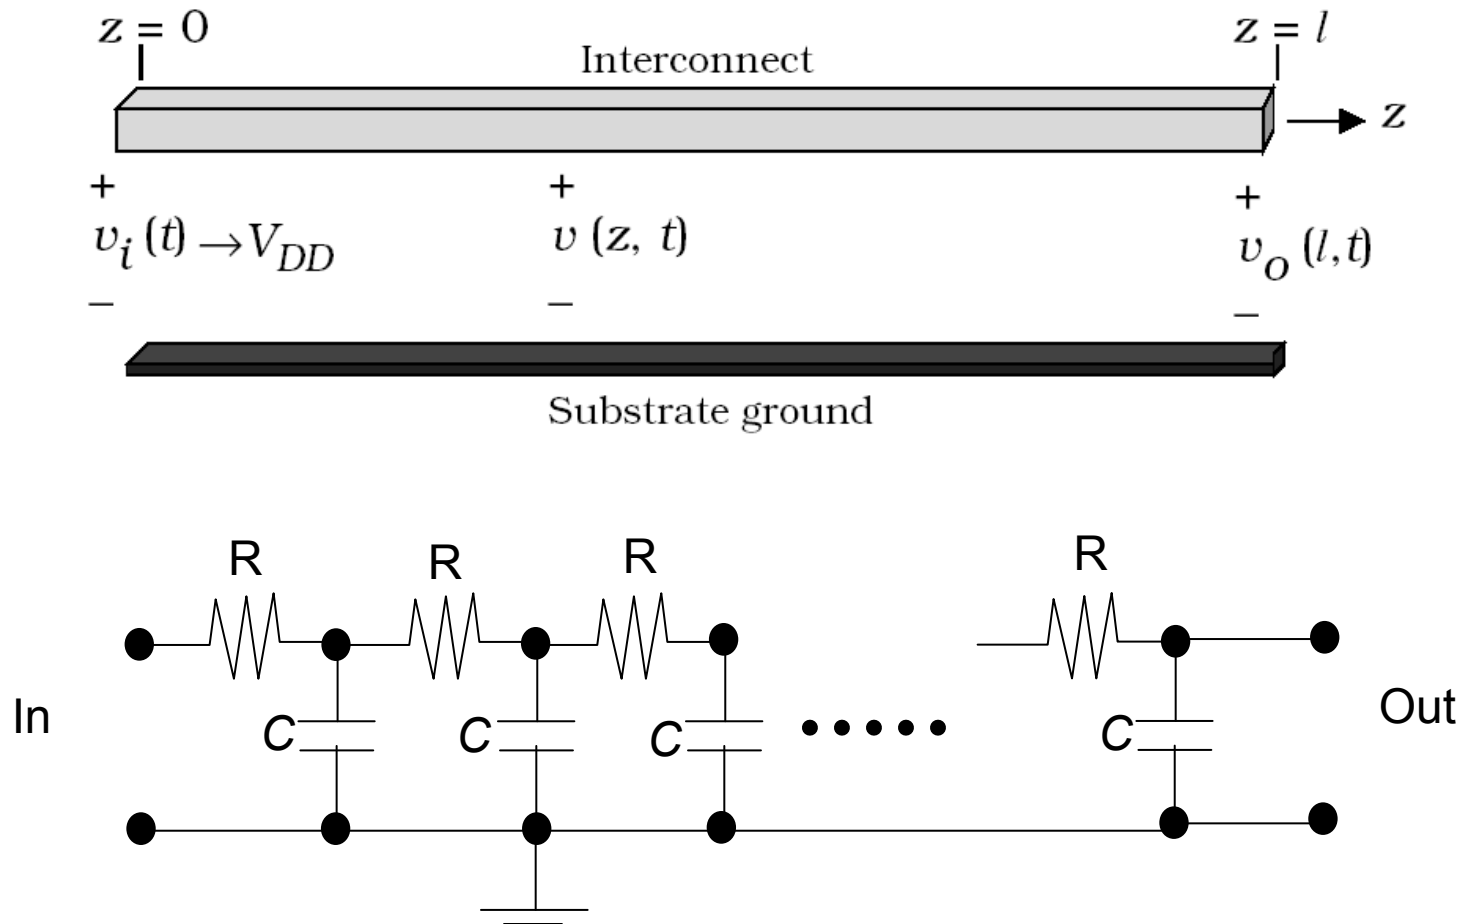 z = 0
z = l
Interconnect
z
+
+
+
v_i (t) → V_DD
v (z, t)
v_o (l, t)
–
–
–
Substrate ground
R
R
R
R
In
C
C
C
C
Out